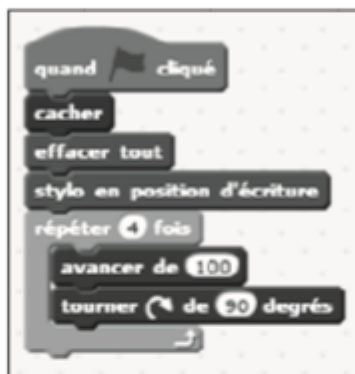 quand cliqué
cacher
effacer tout
stylo en position d'écriture
répéter 4 fois
avancer de 100
tourner de 90 degrés